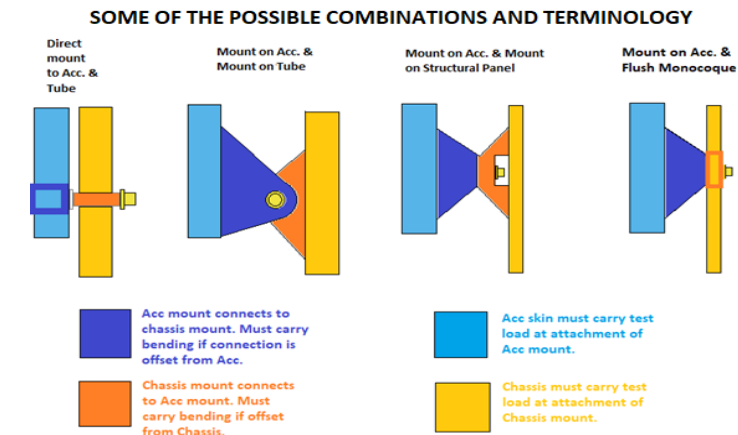 SOME OF THE POSSIBLE COMBINATIONS AND TERMINOLOGY
Direct
mount
to Acc. &
Tube
Mount on Acc. &
Mount on Tube
Mount on Acc. & Mount
on Structural Panel
Mount on Acc. &
Flush Monocoque
Acc mount connects to
chassis mount. Must carry
bending if connection is
offset from Acc.
Acc skin must carry test
load at attachment of
Acc mount.
Chassis mount connects
to Acc mount. Must
carry bending if offset
from Chassis.
Chassis must carry test
load at attachment of
Chassis mount.